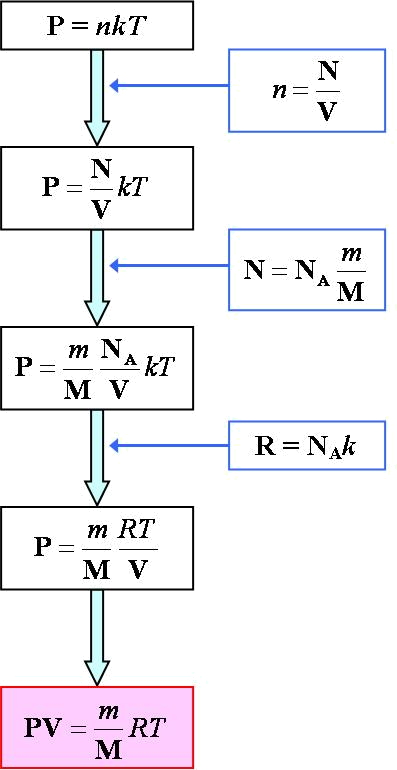 P = nkT
n = N/V
P = N/V kT
N = N_A m/M
P = m/M N_A/V kT
R = N_A k
P = m/M RT/V
PV = m/M RT